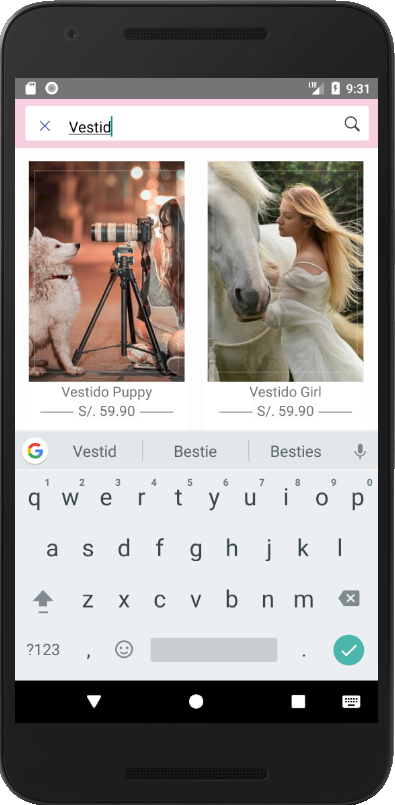 LTE 9:31
Vestid
Vestido Puppy
S/. 59.90
Vestido Girl
S/. 59.90
G Vestid Bestie Besties
1 2 3 4 5 6 7 8 9 0
q w e r t y u i o p
a s d f g h j k l
z x c v b n m
?123 , .